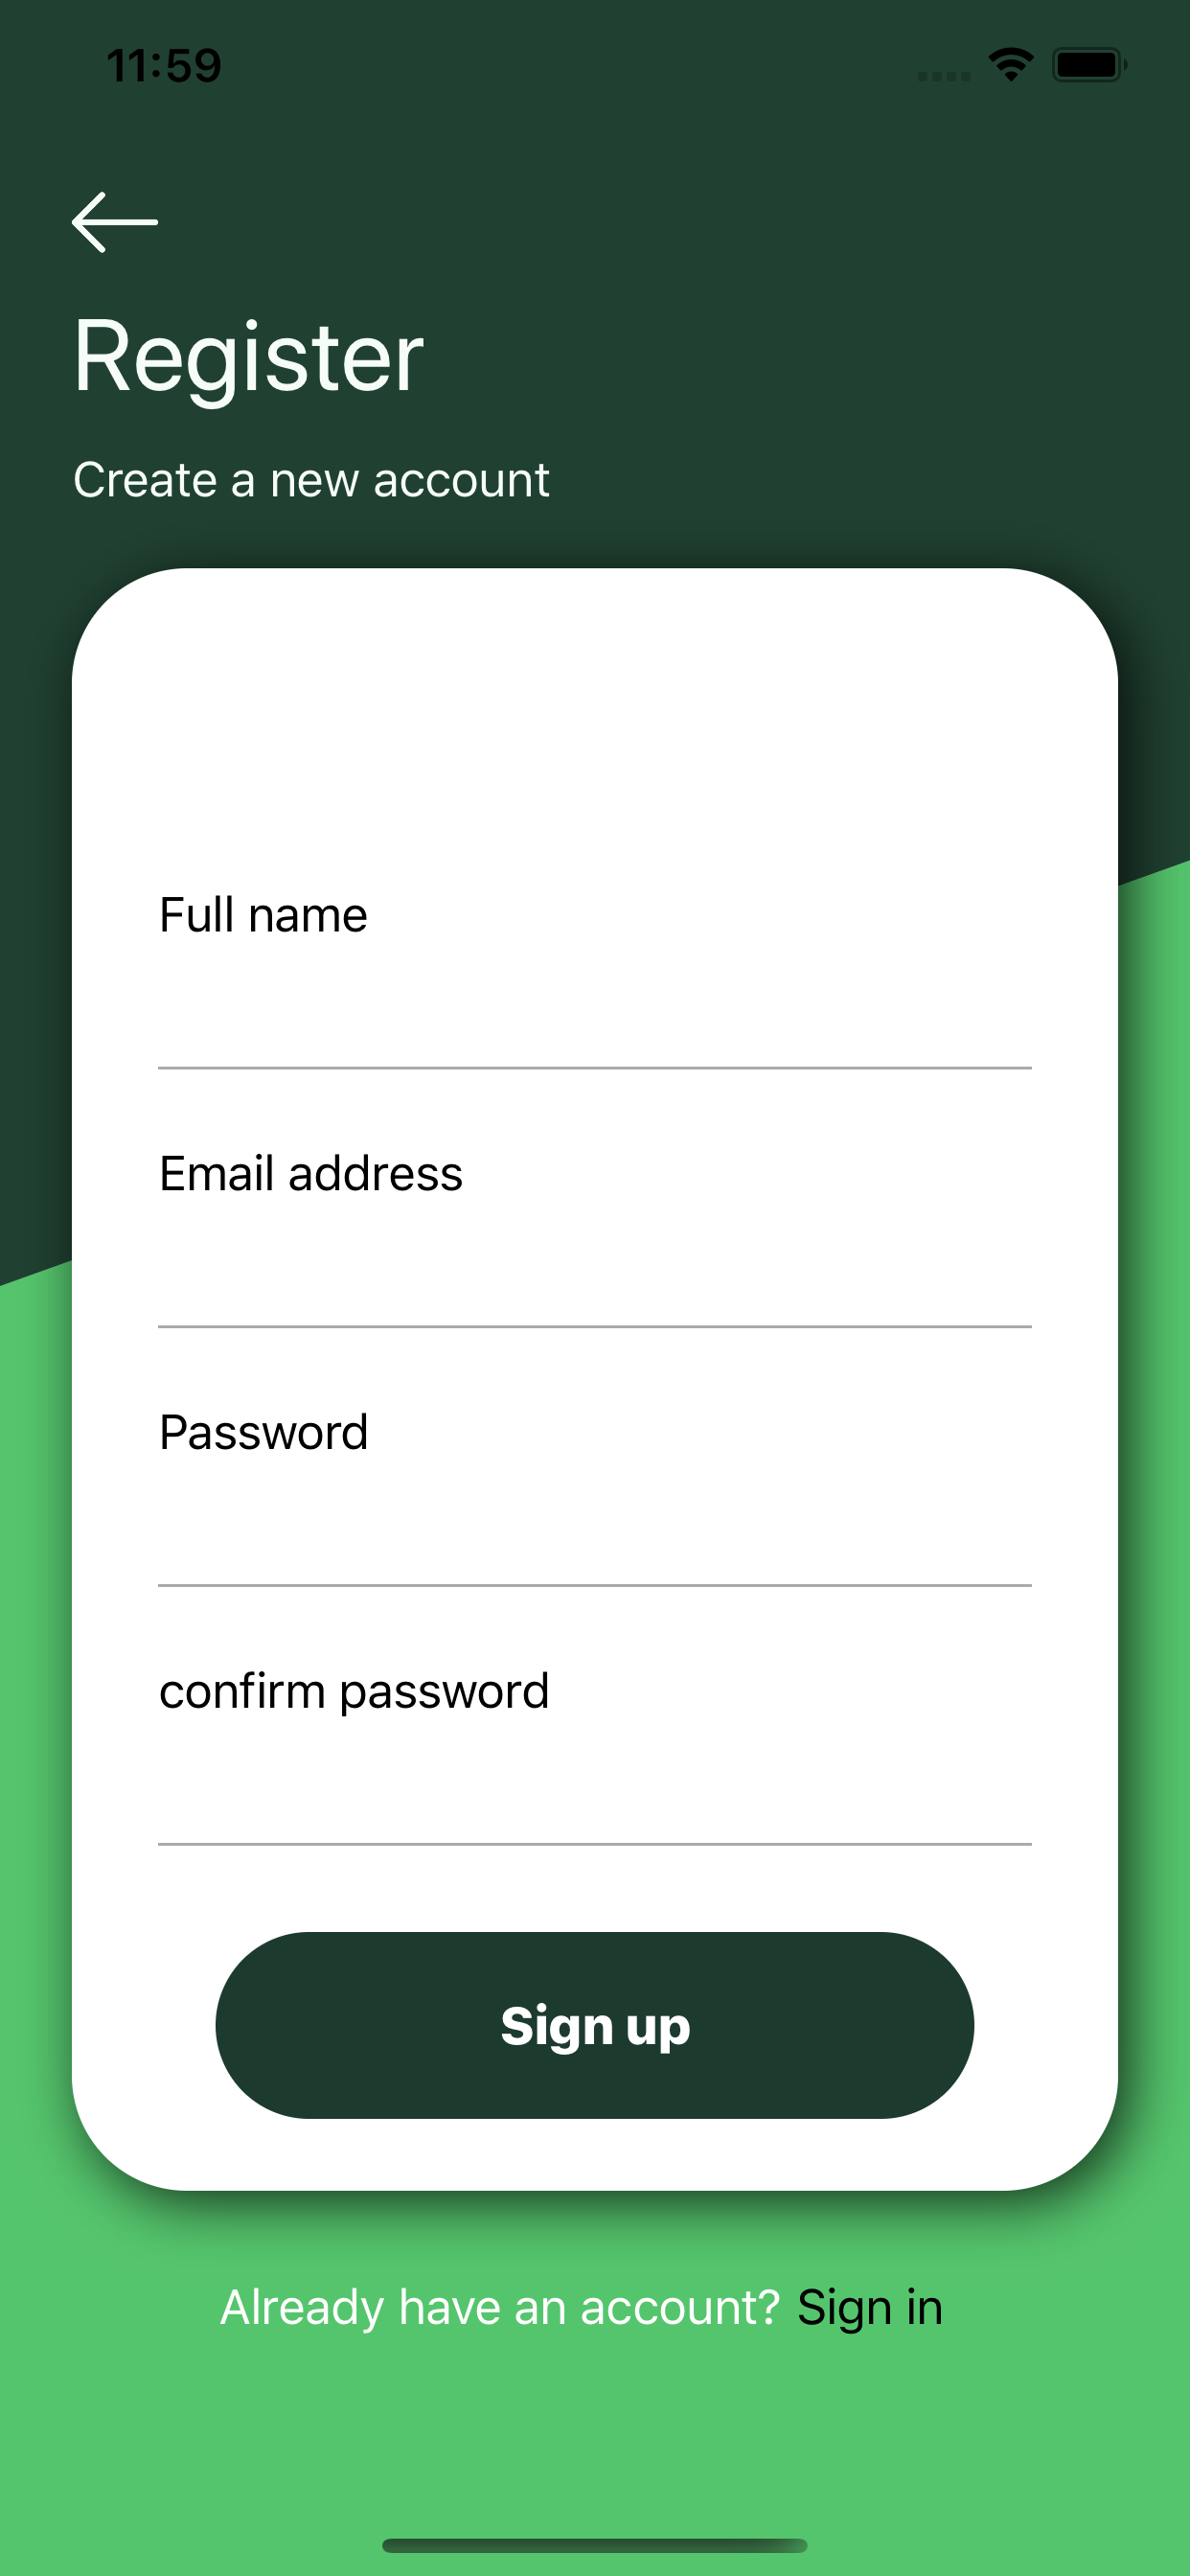 11:59
Register
Create a new account
Full name
Email address
Password
confirm password
Sign up
Already have an account? Sign in